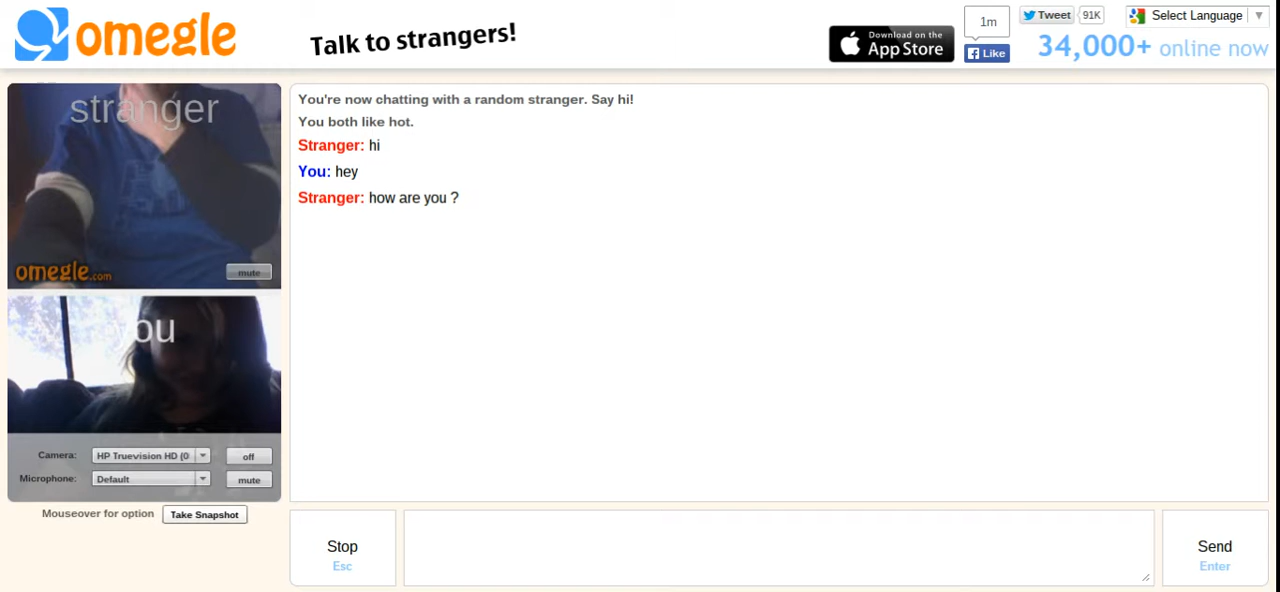 omegle
Talk to strangers!
Download on the
App Store
1m
Like
Tweet
91K
Select Language
34,000+ online now
stranger
omegle.com
mute
you
Camera: HP Truevision HD (0 off
Microphone: Default mute
Mouseover for option Take Snapshot
You're now chatting with a random stranger. Say hi!
You both like hot.
Stranger: hi
You: hey
Stranger: how are you ?
Stop
Esc
Send
Enter